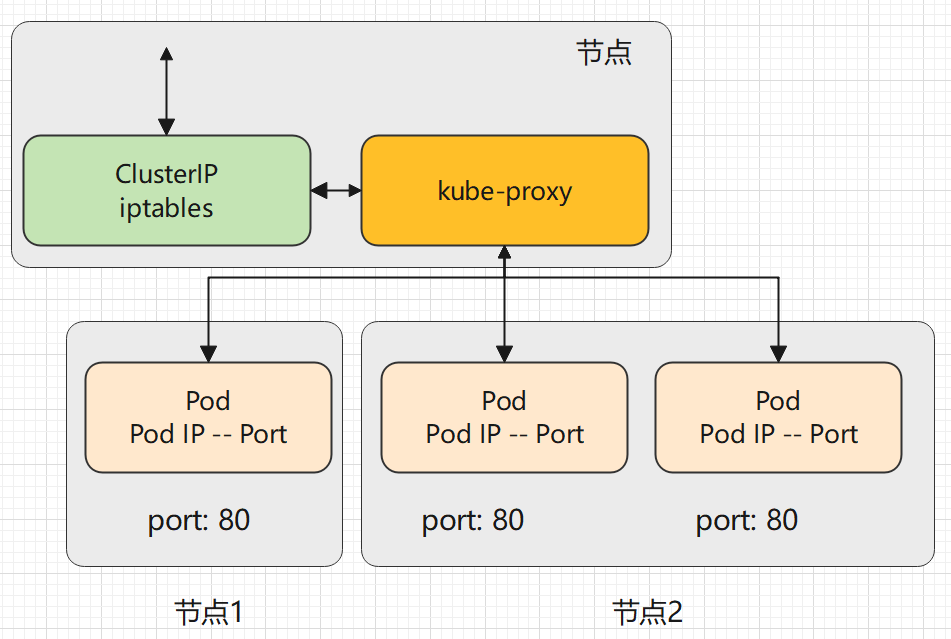 节点
ClusterIP
iptables
kube-proxy
Pod
Pod IP -- Port
Pod
Pod IP -- Port
Pod
Pod IP -- Port
port: 80
port: 80
port: 80
节点1
节点2